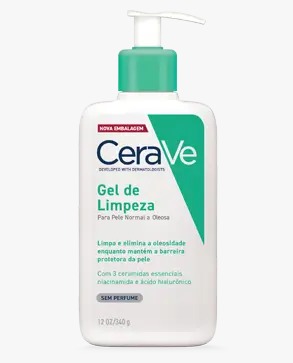 NOVA EMBALAGEM
CeraVe
DEVELOPED WITH DERMATOLOGISTS
Gel de
Limpeza
Para Pele Normal a Oleosa
Limpa e elimina a oleosidade
enquanto mantém a barreira
protetora da pele
Com 3 ceramidas essenciais
niacinamida e ácido hialurônico
SEM PERFUME
12 OZ/340g